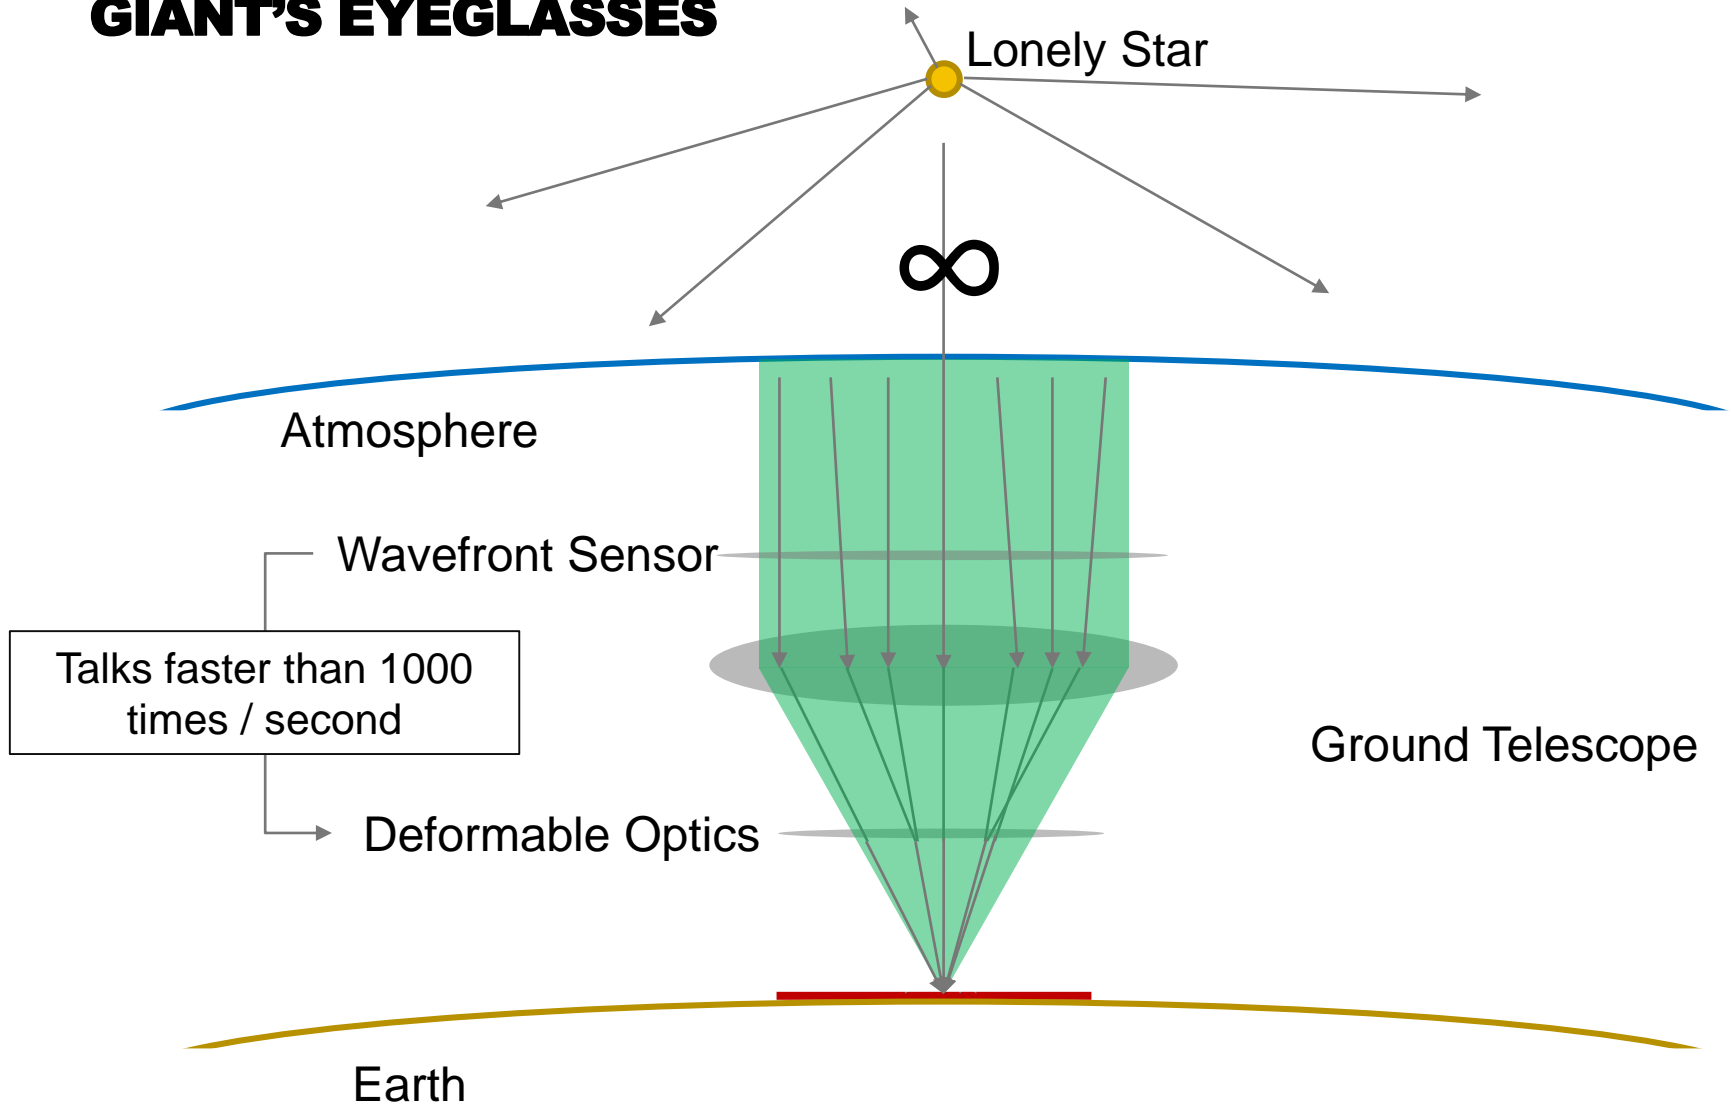 GIANT'S EYEGLASSES
Lonely Star
∞
Atmosphere
Wavefront Sensor
Talks faster than 1000
times / second
Ground Telescope
Deformable Optics
Earth